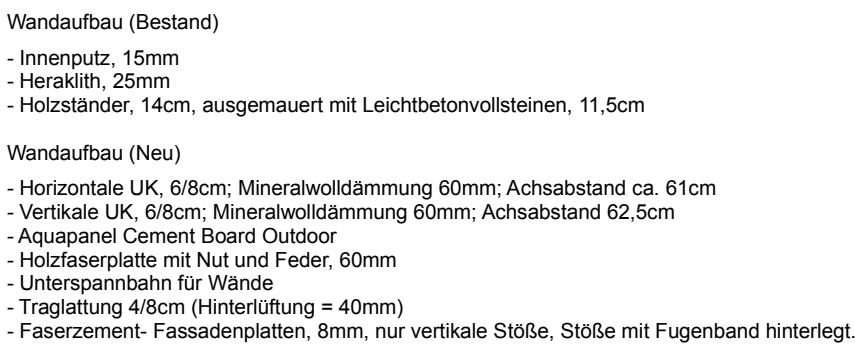 Wandaufbau (Bestand)
- Innenputz, 15mm
- Heraklith, 25mm
- Holzständer, 14cm, ausgemauert mit Leichtbetonvollsteinen, 11,5cm
Wandaufbau (Neu)
- Horizontale UK, 6/8cm; Mineralwolldämmung 60mm; Achsabstand ca. 61cm
- Vertikale UK, 6/8cm; Mineralwolldämmung 60mm; Achsabstand 62,5cm
- Aquapanel Cement Board Outdoor
- Holzfaserplatte mit Nut und Feder, 60mm
- Unterspannbahn für Wände
- Traglattung 4/8cm (Hinterlüftung = 40mm)
- Faserzement- Fassadenplatten, 8mm, nur vertikale Stöße, Stöße mit Fugenband hinterlegt.